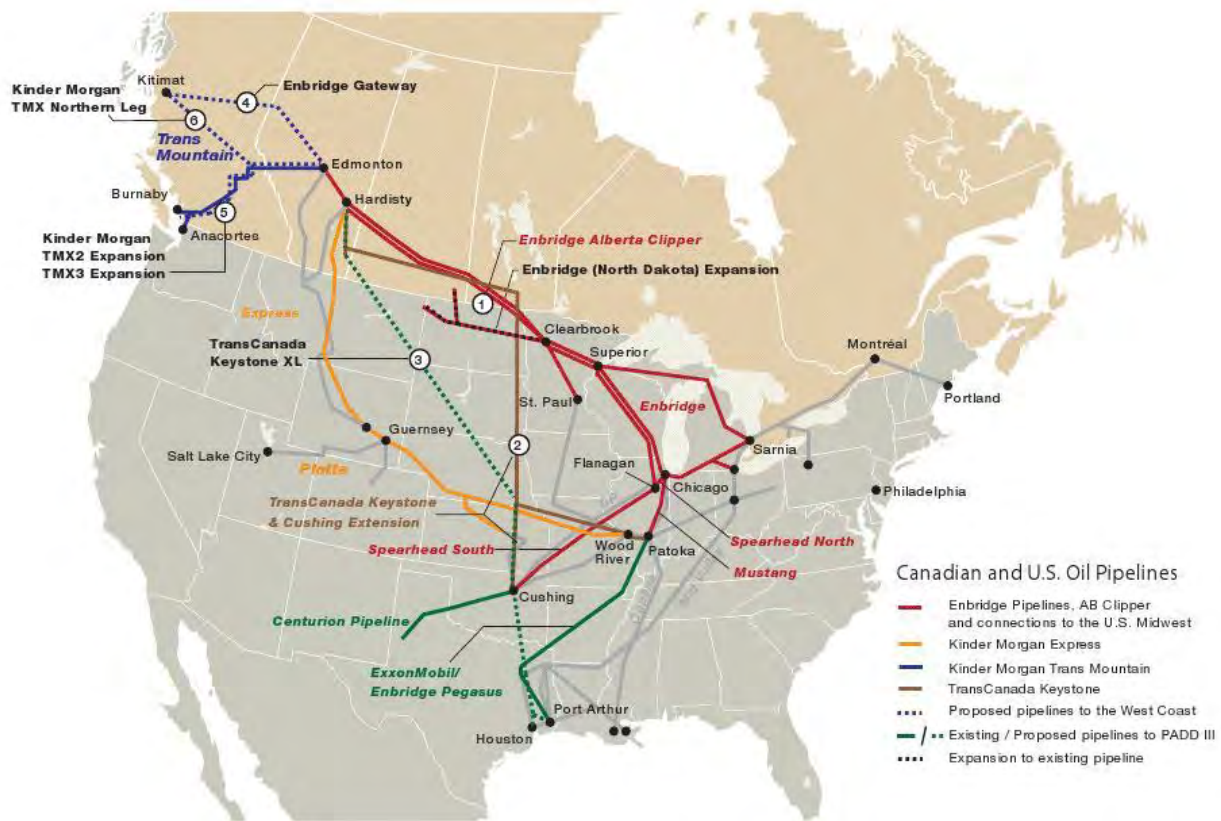 Kitimat
Kinder Morgan
TMX Northern Leg
4
Enbridge Gateway
6
Trans
Mountain
Edmonton
Burnaby
Hardisty
5
Anacortes
Kinder Morgan
TMX2 Expansion
TMX3 Expansion
Enbridge Alberta Clipper
Enbridge (North Dakota) Expansion
1
Express
Clearbrook
TransCanada
Keystone XL
3
Superior
Montréal
St. Paul
Enbridge
Portland
Guernsey
2
Sarnia
Salt Lake City
Flanagan
Platta
Chicago
Philadelphia
TransCanada Keystone
& Cushing Extension
Spearhead South
Wood
River
Patoka
Spearhead North
Mustang
Cushing
Centurion Pipeline
ExxonMobil/
Enbridge Pegasus
Port Arthur
Houston
Canadian and U.S. Oil Pipelines
Enbridge Pipelines, AB Clipper
and connections to the U.S. Midwest
Kinder Morgan Express
Kinder Morgan Trans Mountain
TransCanada Keystone
Proposed pipelines to the West Coast
/ Existing / Proposed pipelines to PADD III
Expansion to existing pipeline